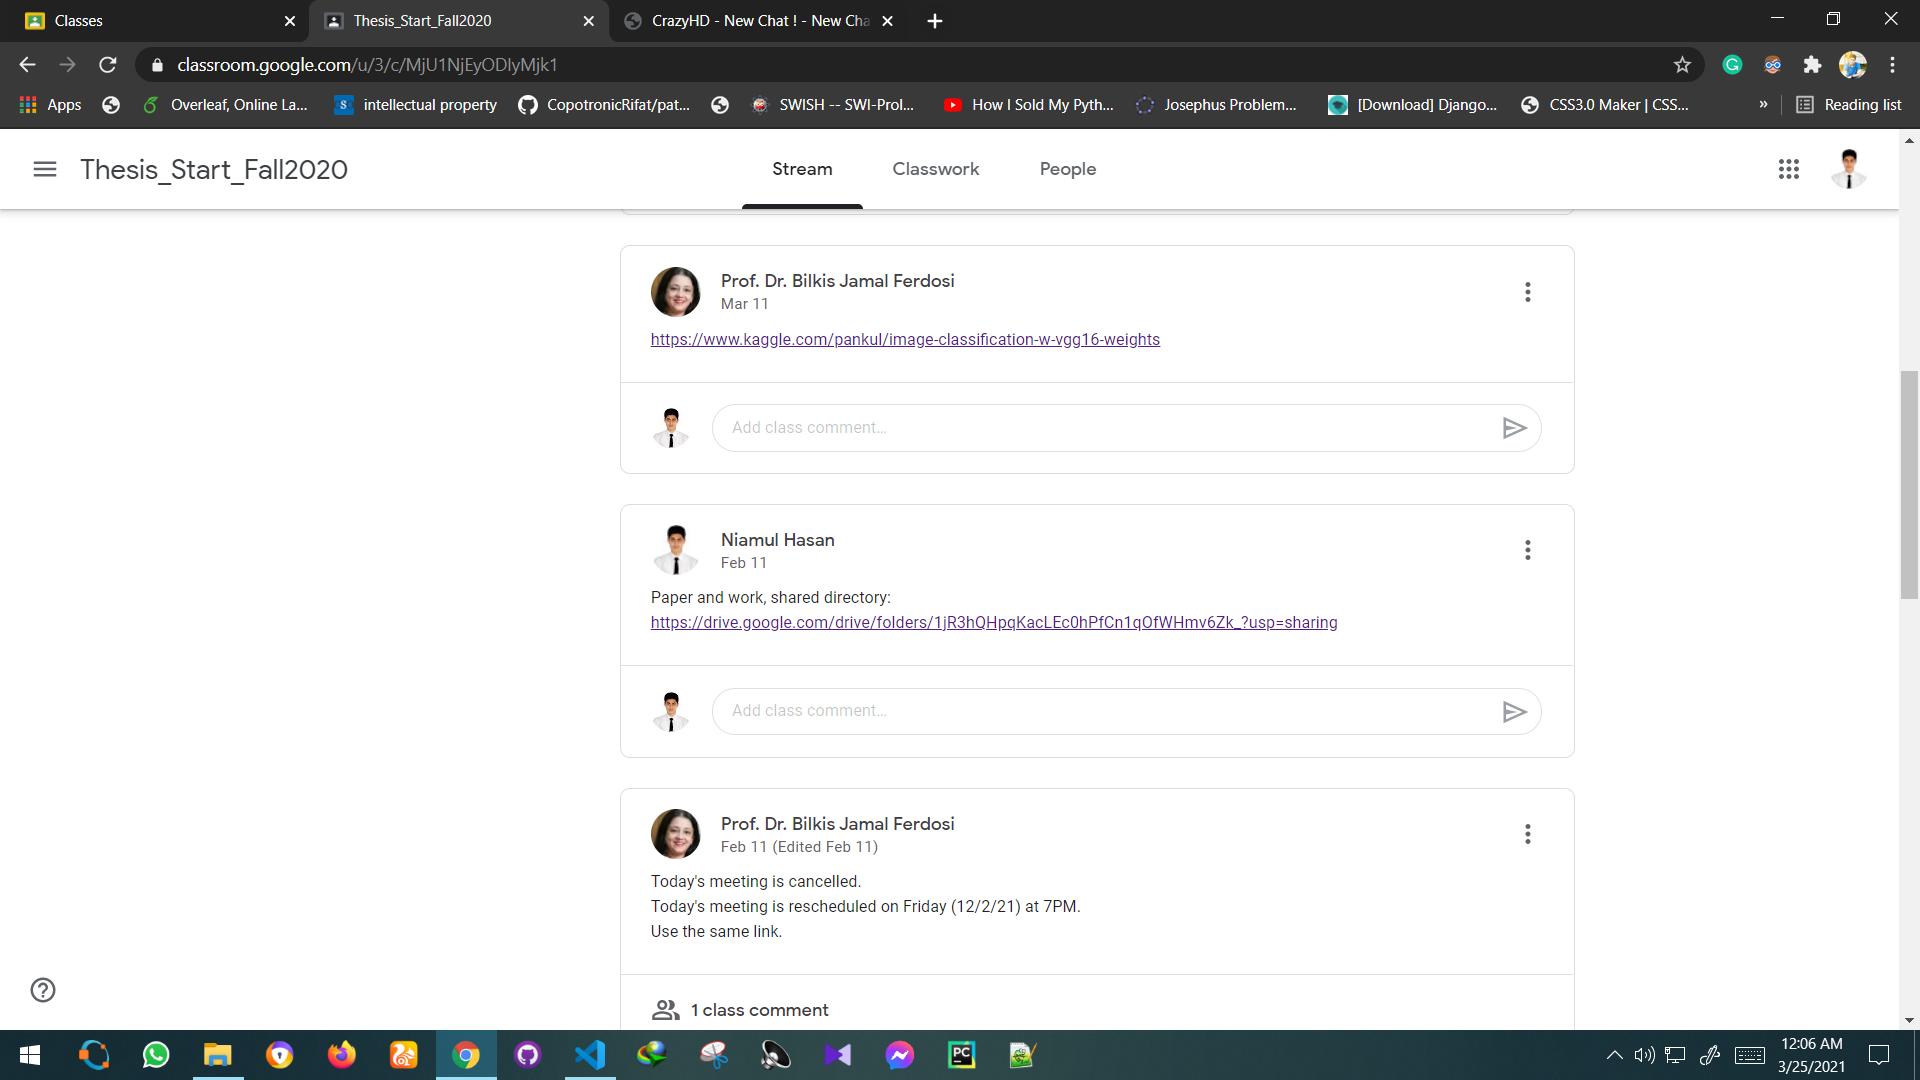 Classes
Thesis_Start_Fall2020
CrazyHD - New Chat ! - New Cha
classroom.google.com/u/3/c/MjU1NjEyODIyMjk1
Apps
Overleaf, Online La...
S
intellectual property
CopotronicRifat/pat...
SWISH -- SWI-Prol...
How I Sold My Pyth...
Josephus Problem...
[Download] Django...
CSS3.0 Maker | CSS...
»
Reading list
Thesis_Start_Fall2020
Stream
Classwork
People
Prof. Dr. Bilkis Jamal Ferdosi
Mar 11
https://www.kaggle.com/pankul/image-classification-w-vgg16-weights
Add class comment...
Niamul Hasan
Feb 11
Paper and work, shared directory:
https://drive.google.com/drive/folders/1jR3hQHpqKacLEc0hPfCn1qOfWHmv6Zk_?usp=sharing
Add class comment...
Prof. Dr. Bilkis Jamal Ferdosi
Feb 11 (Edited Feb 11)
Today's meeting is cancelled.
Today's meeting is rescheduled on Friday (12/2/21) at 7PM.
Use the same link.
1 class comment
PC
12:06 AM
3/25/2021